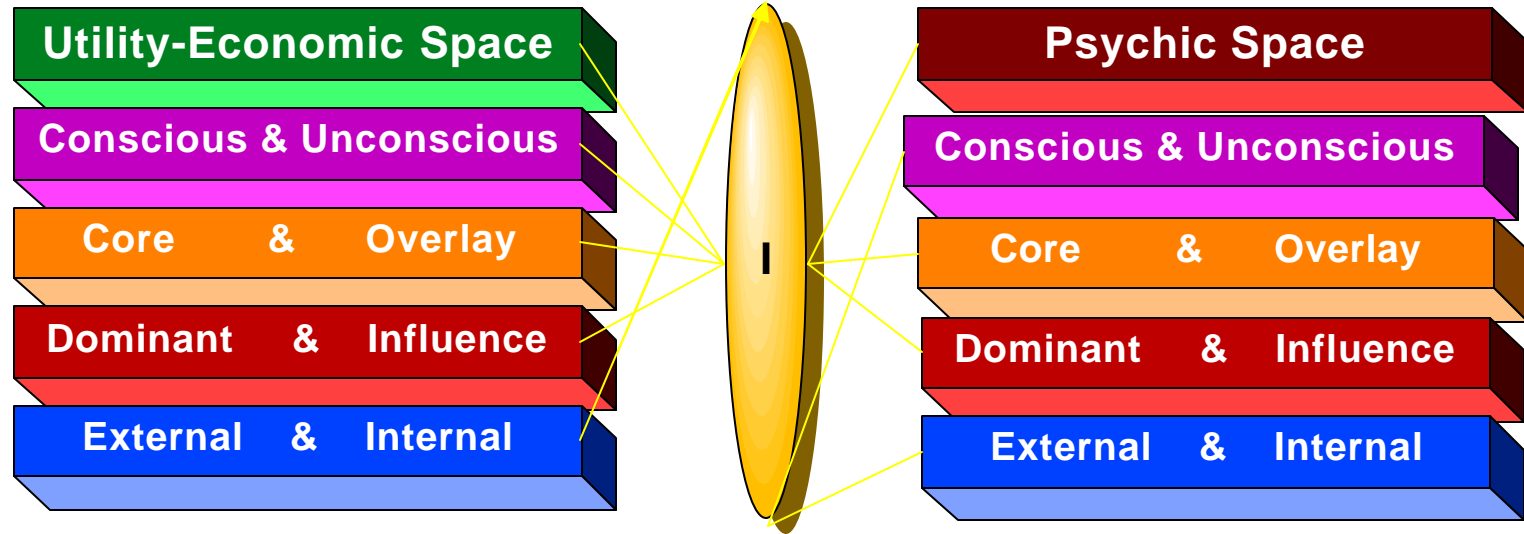 Utility-Economic Space
Conscious & Unconscious
Core & Overlay
Dominant & Influence
External & Internal
I
Psychic Space
Conscious & Unconscious
Core & Overlay
Dominant & Influence
External & Internal